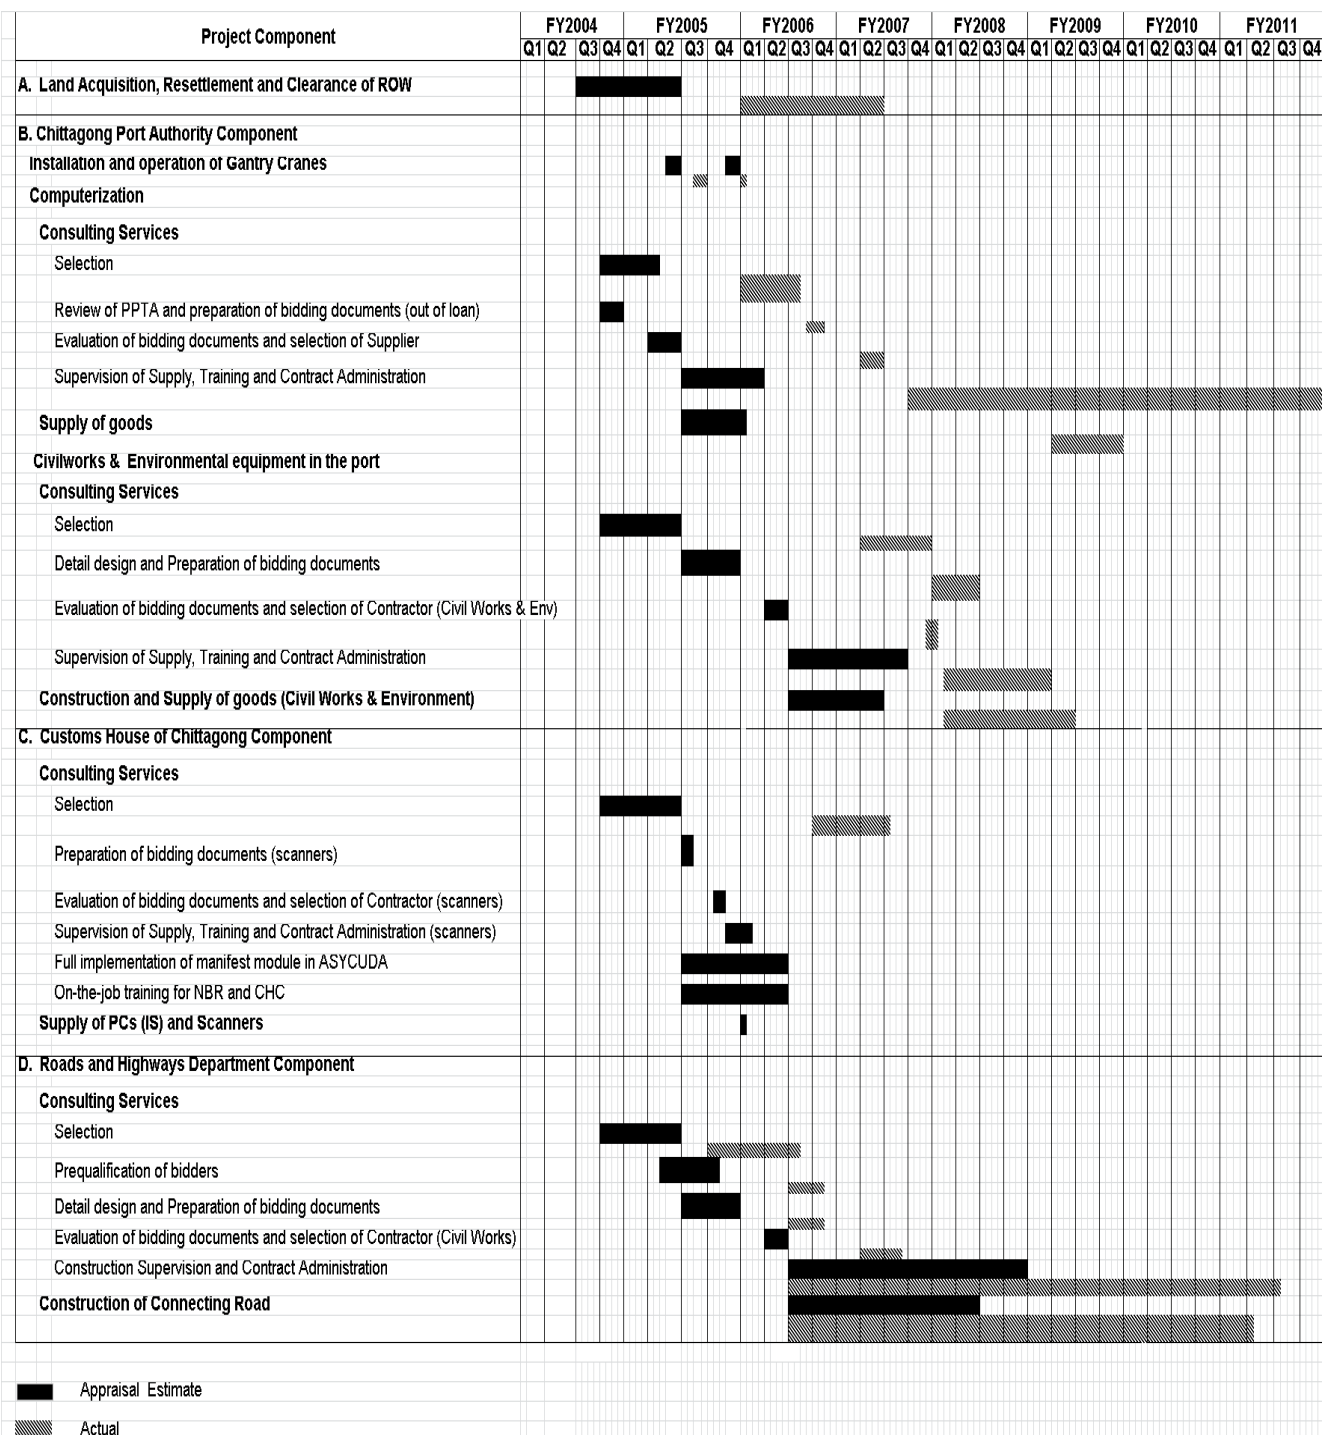 Project Component
FY2004 FY2005 FY2006 FY2007 FY2008 FY2009 FY2010 FY2011
Q1 Q2 Q3 Q4 Q1 Q2 Q3 Q4 Q1 Q2 Q3 Q4 Q1 Q2 Q3 Q4 Q1 Q2 Q3 Q4 Q1 Q2 Q3 Q4 Q1 Q2 Q3 Q4 Q1 Q2 Q3 Q4
A. Land Acquisition, Resettlement and Clearance of ROW
B. Chittagong Port Authority Component
Installation and operation of Gantry Cranes
Computerization
Consulting Services
Selection
Review of PPTA and preparation of bidding documents (out of loan)
Evaluation of bidding documents and selection of Supplier
Supervision of Supply, Training and Contract Administration
Supply of goods
Civilworks & Environmental equipment in the port
Consulting Services
Selection
Detail design and Preparation of bidding documents
Evaluation of bidding documents and selection of Contractor (Civil Works & Env)
Supervision of Supply, Training and Contract Administration
Construction and Supply of goods (Civil Works & Environment)
C. Customs House of Chittagong Component
Consulting Services
Selection
Preparation of bidding documents (scanners)
Evaluation of bidding documents and selection of Contractor (scanners)
Supervision of Supply, Training and Contract Administration (scanners)
Full implementation of manifest module in ASYCUDA
On-the-job training for NBR and CHC
Supply of PCs (IS) and Scanners
D. Roads and Highways Department Component
Consulting Services
Selection
Prequalification of bidders
Detail design and Preparation of bidding documents
Evaluation of bidding documents and selection of Contractor (Civil Works)
Construction Supervision and Contract Administration
Construction of Connecting Road
Appraisal Estimate
Actual